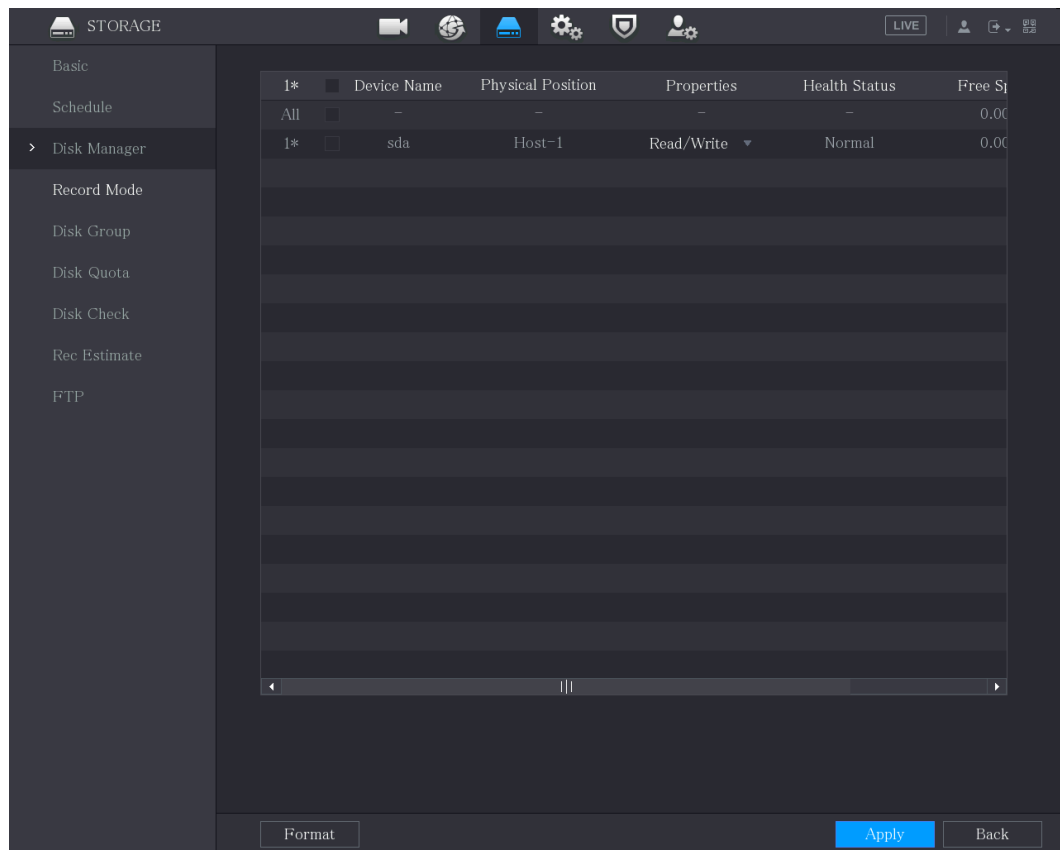 STORAGE
LIVE
Basic
Schedule
Disk Manager
Record Mode
Disk Group
Disk Quota
Disk Check
Rec Estimate
FTP
1* Device Name Physical Position Properties Health Status Free Sp
All - - - - 0.00
1* sda Host-1 Read/Write Normal 0.00
Format Apply Back